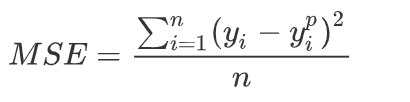 MSE = \frac{\sum_{i=1}^{n} (y_i - y_i^p)^2}{n}